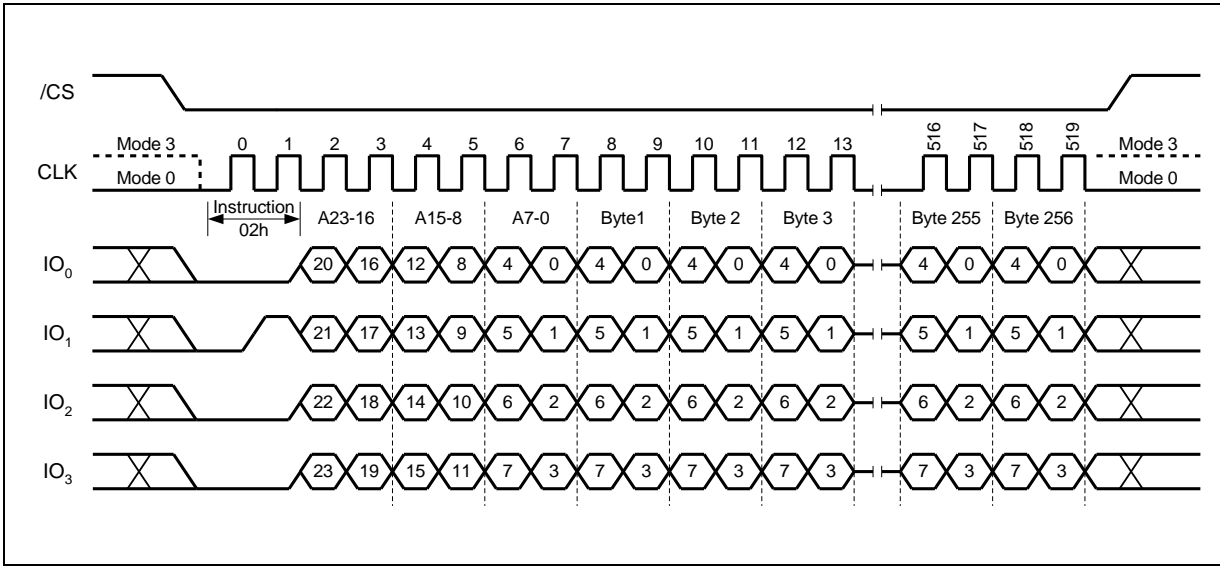 /CS
Mode 3 0 1 2 3 4 5 6 7 8 9 10 11 12 13 516 517 518 519 Mode 3
CLK
Mode 0 Mode 0
Instruction
02h
A23-16 A15-8 A7-0 Byte1 Byte 2 Byte 3 Byte 255 Byte 256
IO0 20 16 12 8 4 0 4 0 4 0 4 0 4 0 4 0
IO1 21 17 13 9 5 1 5 1 5 1 5 1 5 1 5 1
IO2 22 18 14 10 6 2 6 2 6 2 6 2 6 2 6 2
IO3 23 19 15 11 7 3 7 3 7 3 7 3 7 3 7 3